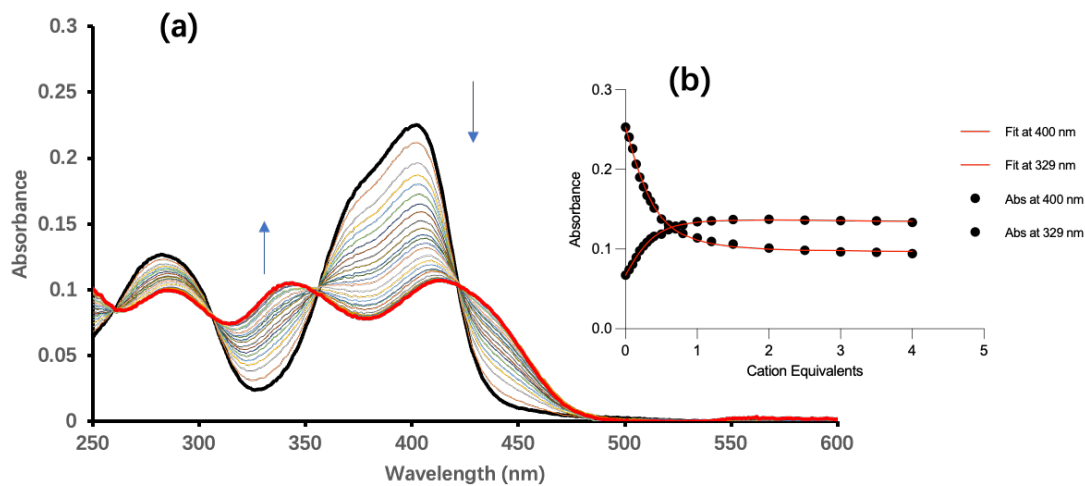 (a)
0.3
0.25
0.2
0.15
0.1
0.05
0
Absorbance
250
300
350
400
450
500
550
600
Wavelength (nm)
(b)
0.3
0.2
0.1
0.0
Absorbance
0
1
2
3
4
5
Cation Equivalents
Fit at 400 nm
Fit at 329 nm
Abs at 400 nm
Abs at 329 nm